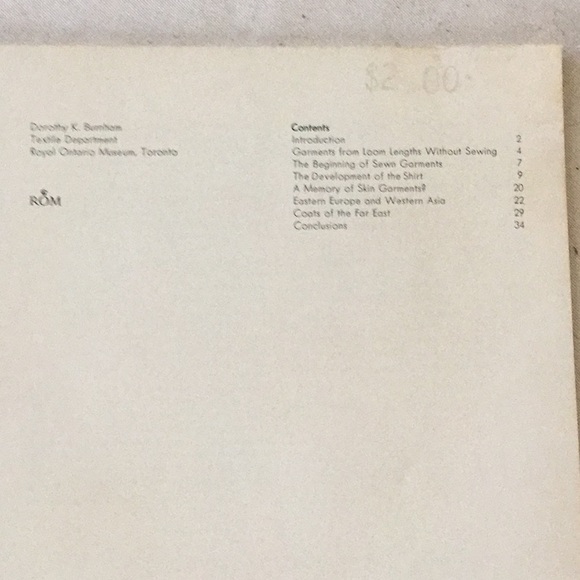 $2.00.
Dorothy K. Burnham
Textile Department
Royal Ontario Museum, Toronto
ROM
Contents
Introduction 2
Garments from Loom Lengths Without Sewing 4
The Beginning of Sewn Garments 7
The Development of the Shirt 9
A Memory of Skin Garments? 20
Eastern Europe and Western Asia 22
Coats of the Far East 29
Conclusions 34